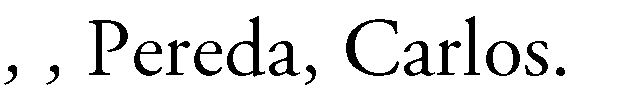 , , Pereda, Carlos.